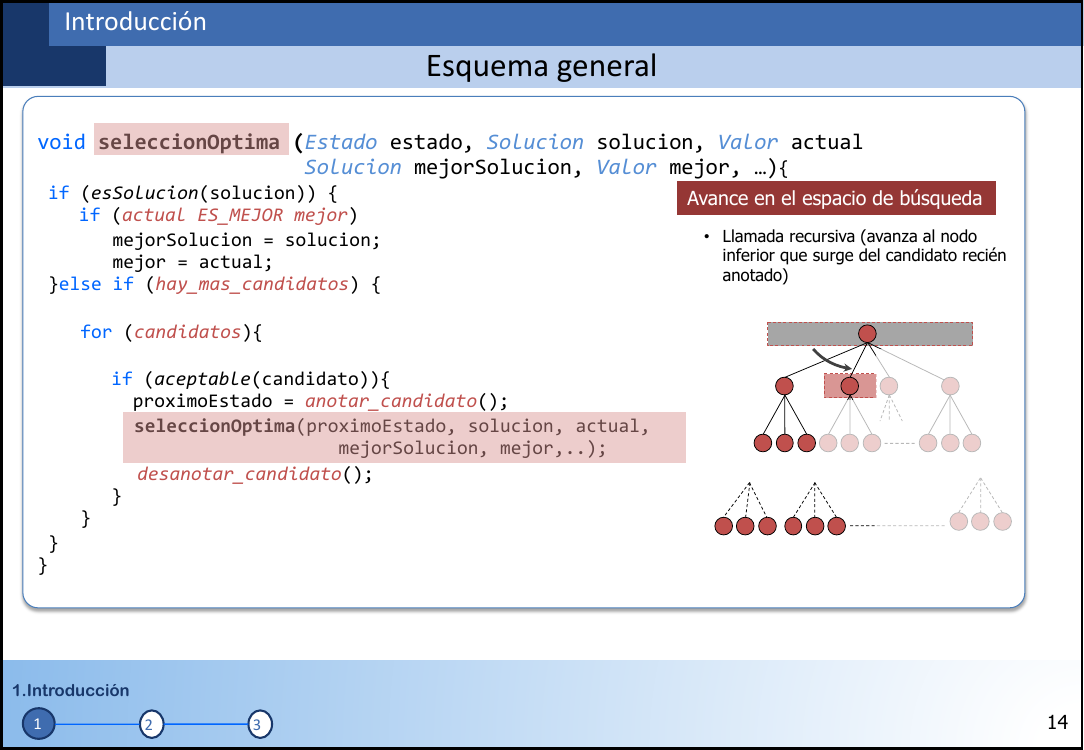 Introducción
Esquema general
void seleccionOptima (Estado estado, Solucion solucion, Valor actual
Solucion mejorSolucion, Valor mejor, …){
if (esSolucion(solucion)) {
if (actual ES_MEJOR mejor)
mejorSolucion = solucion;
mejor = actual;
}else if (hay_mas_candidatos) {
for (candidatos){
if (aceptable(candidato)){
proximoEstado = anotar_candidato();
seleccionOptima(proximoEstado, solucion, actual,
mejorSolucion, mejor,..);
desanotar_candidato();
}
}
}
}
Avance en el espacio de búsqueda
• Llamada recursiva (avanza al nodo
inferior que surge del candidato recién
anotado)
1.Introducción
1 2 3
14